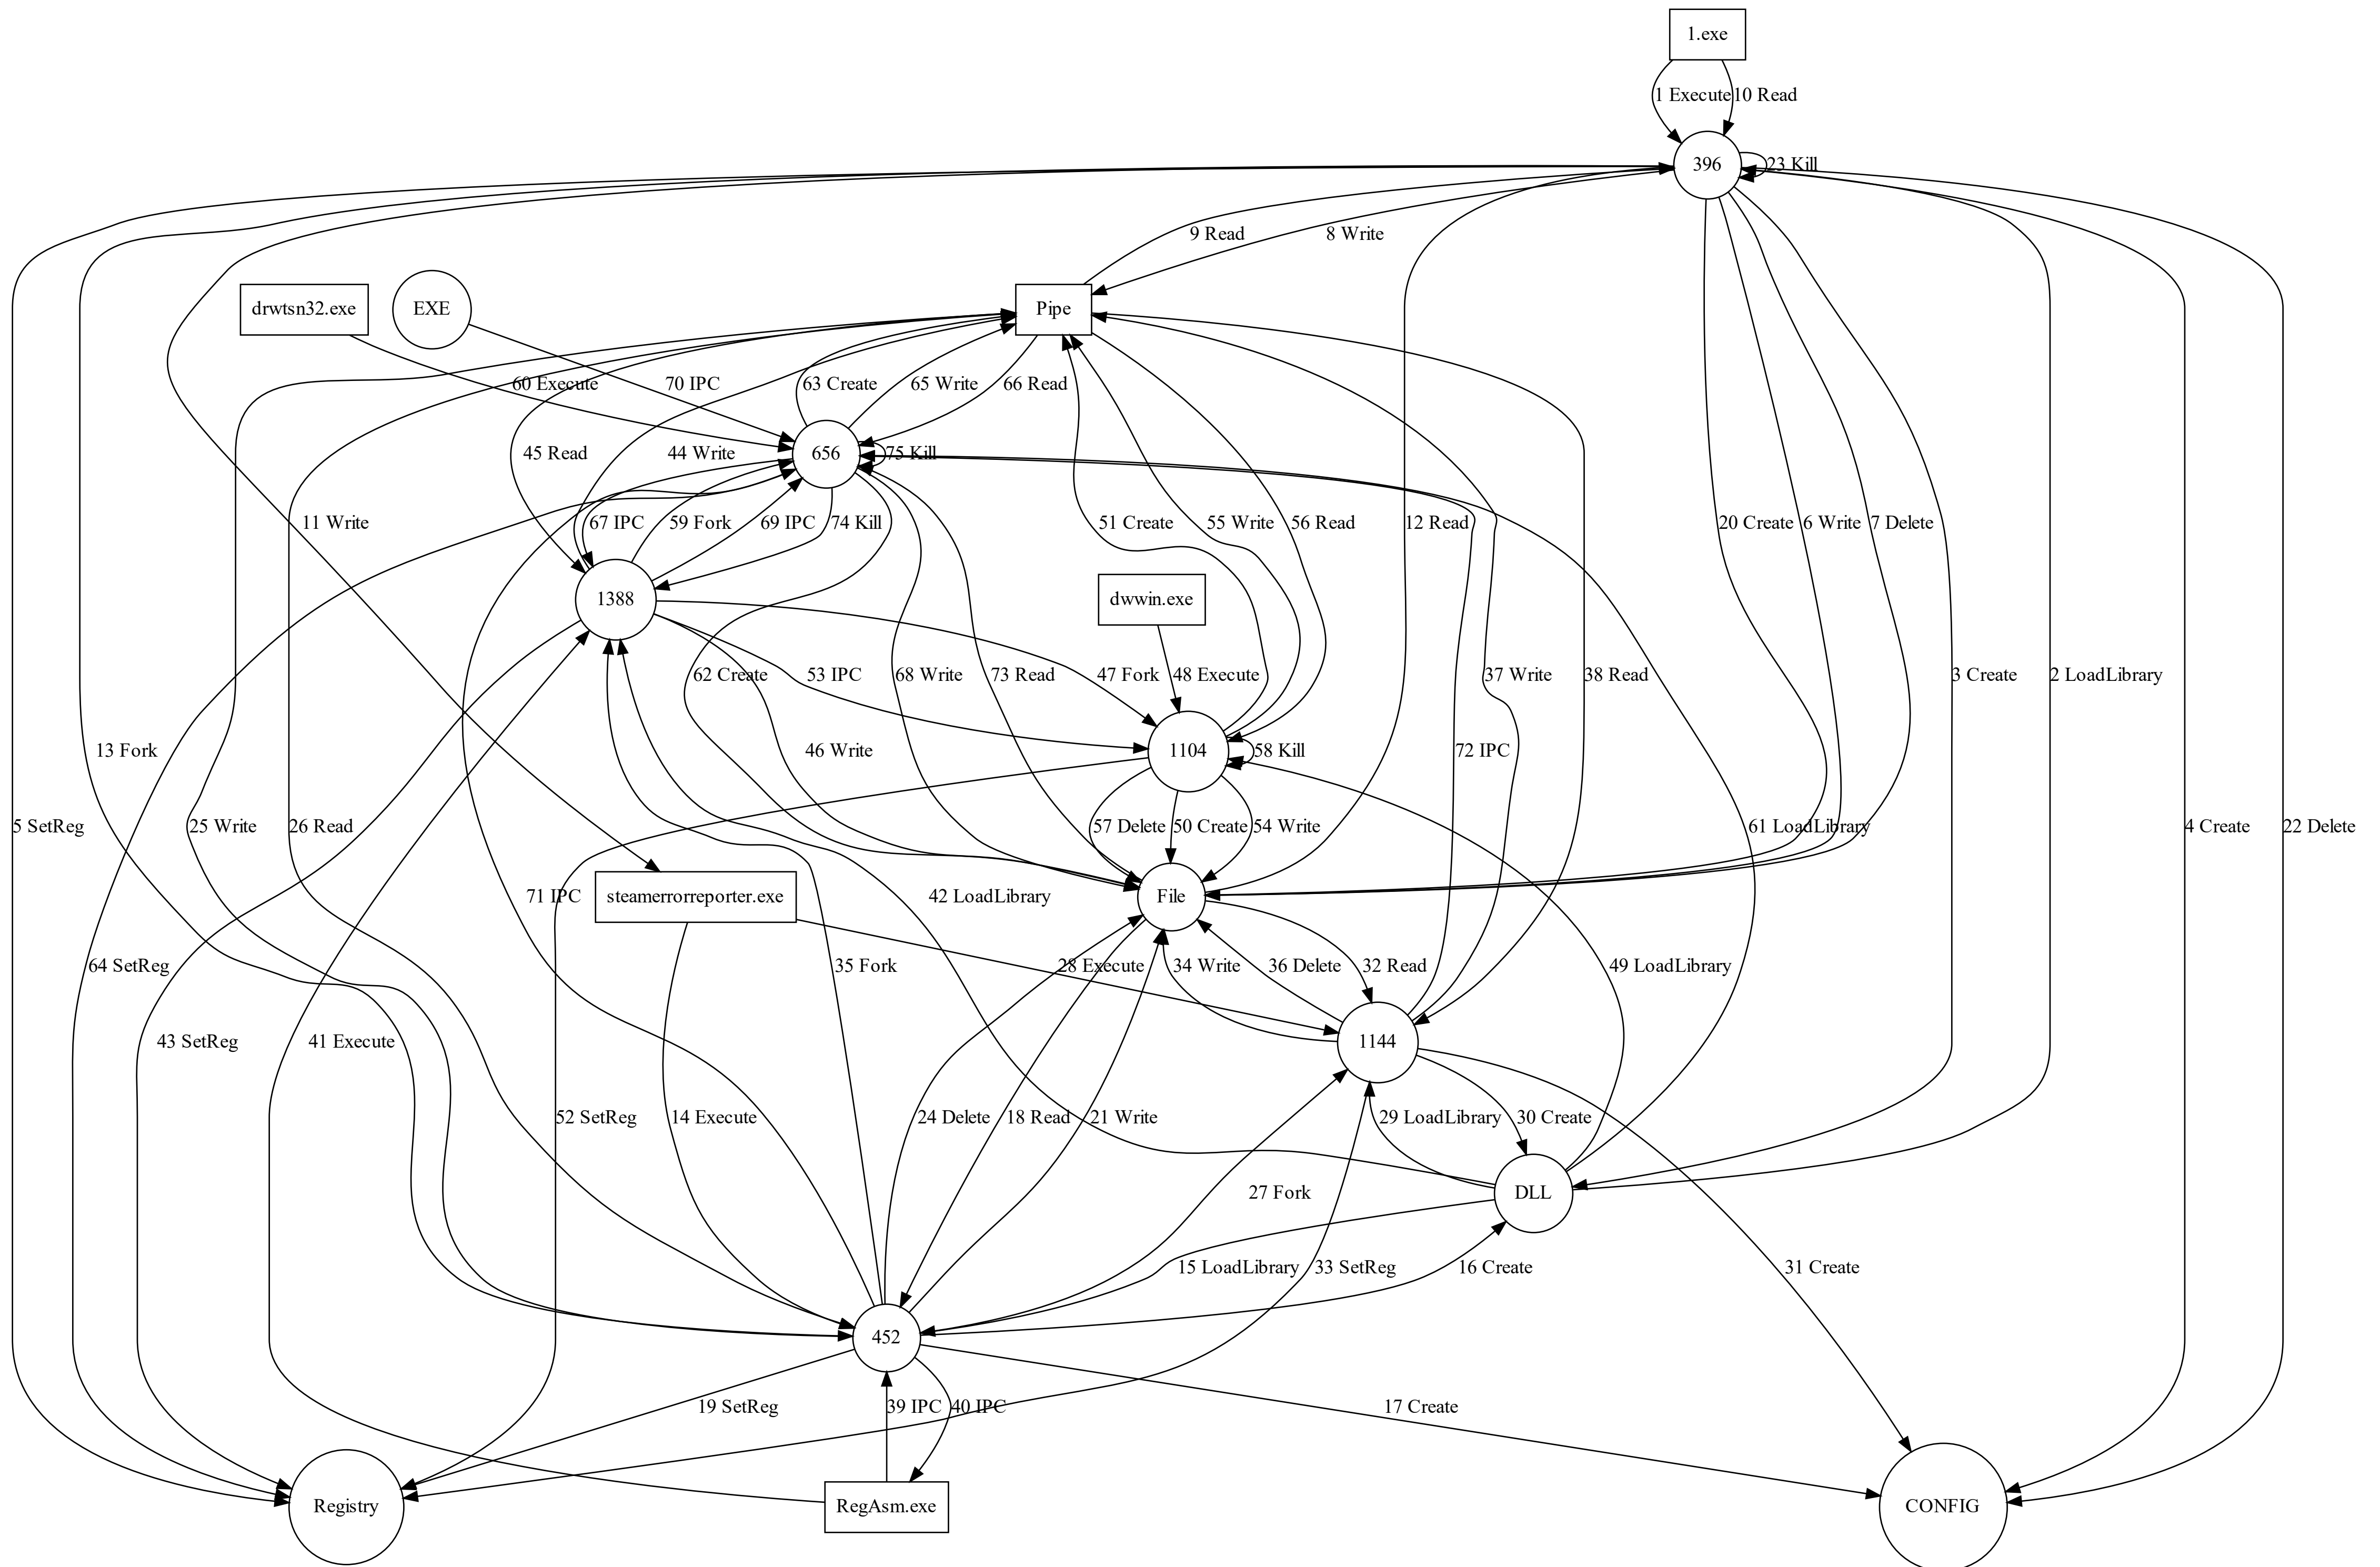 1.exe
1 Execute
10 Read
396
23 Kill
9 Read
8 Write
drwtsn32.exe
EXE
Pipe
60 Execute
70 IPC
63 Create
65 Write
66 Read
45 Read
44 Write
656
75 Kill
11 Write
67 IPC
59 Fork
69 IPC
74 Kill
51 Create
55 Write
56 Read
12 Read
20 Create
6 Write
7 Delete
1388
dwwin.exe
62 Create
53 IPC
68 Write
73 Read
47 Fork
48 Execute
37 Write
38 Read
3 Create
2 LoadLibrary
13 Fork
46 Write
1104
58 Kill
72 IPC
5 SetReg
25 Write
26 Read
57 Delete
50 Create
54 Write
61 LoadLibrary
4 Create
22 Delete
71 IPC
steamerrorreporter.exe
42 LoadLibrary
File
64 SetReg
35 Fork
28 Execute
34 Write
36 Delete
32 Read
49 LoadLibrary
43 SetReg
41 Execute
1144
52 SetReg
14 Execute
24 Delete
18 Read
21 Write
29 LoadLibrary
30 Create
27 Fork
DLL
15 LoadLibrary
33 SetReg
16 Create
31 Create
452
19 SetReg
39 IPC
40 IPC
17 Create
Registry
RegAsm.exe
CONFIG